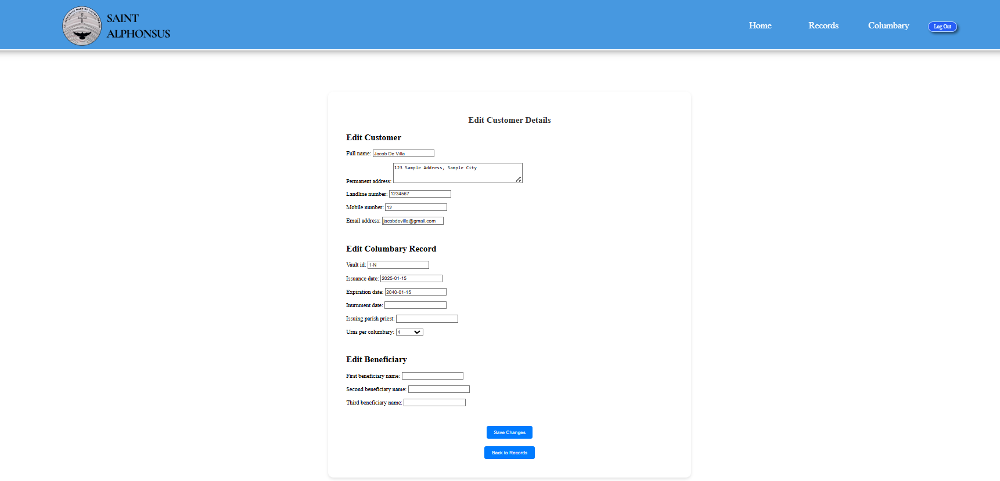 SAINT
ALPHONSUS
Home Records Columbary Log Out
Edit Customer Details
Edit Customer
Full name: Jacob De Villa
Permanent address: 123 Sample Address, Sample City
Landline number: 1234567
Mobile number: 12
Email address: jacobdevilla@gmail.com
Edit Columbary Record
Vault id: 1-N
Issuance date: 2025-01-15
Expiration date: 2040-01-15
Inurnment date:
Issuing parish priest:
Urns per columbary: 4
Edit Beneficiary
First beneficiary name:
Second beneficiary name:
Third beneficiary name:
Save Changes
Back to Records